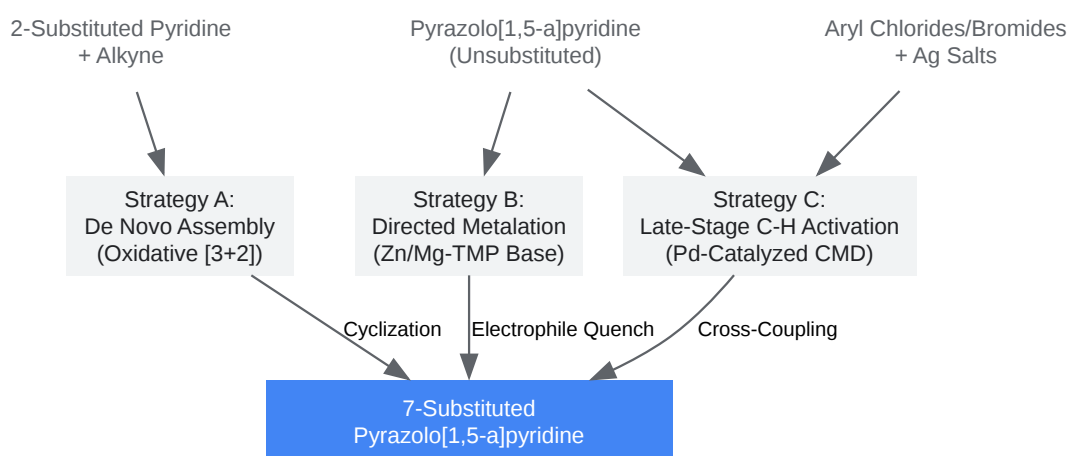 2-Substituted Pyridine
+ Alkyne
Pyrazolo[1,5-a]pyridine
(Unsubstituted)
Aryl Chlorides/Bromides
+ Ag Salts
Strategy A:
De Novo Assembly
(Oxidative [3+2])
Strategy B:
Directed Metalation
(Zn/Mg-TMP Base)
Strategy C:
Late-Stage C-H Activation
(Pd-Catalyzed CMD)
Cyclization
Electrophile Quench
Cross-Coupling
7-Substituted
Pyrazolo[1,5-a]pyridine